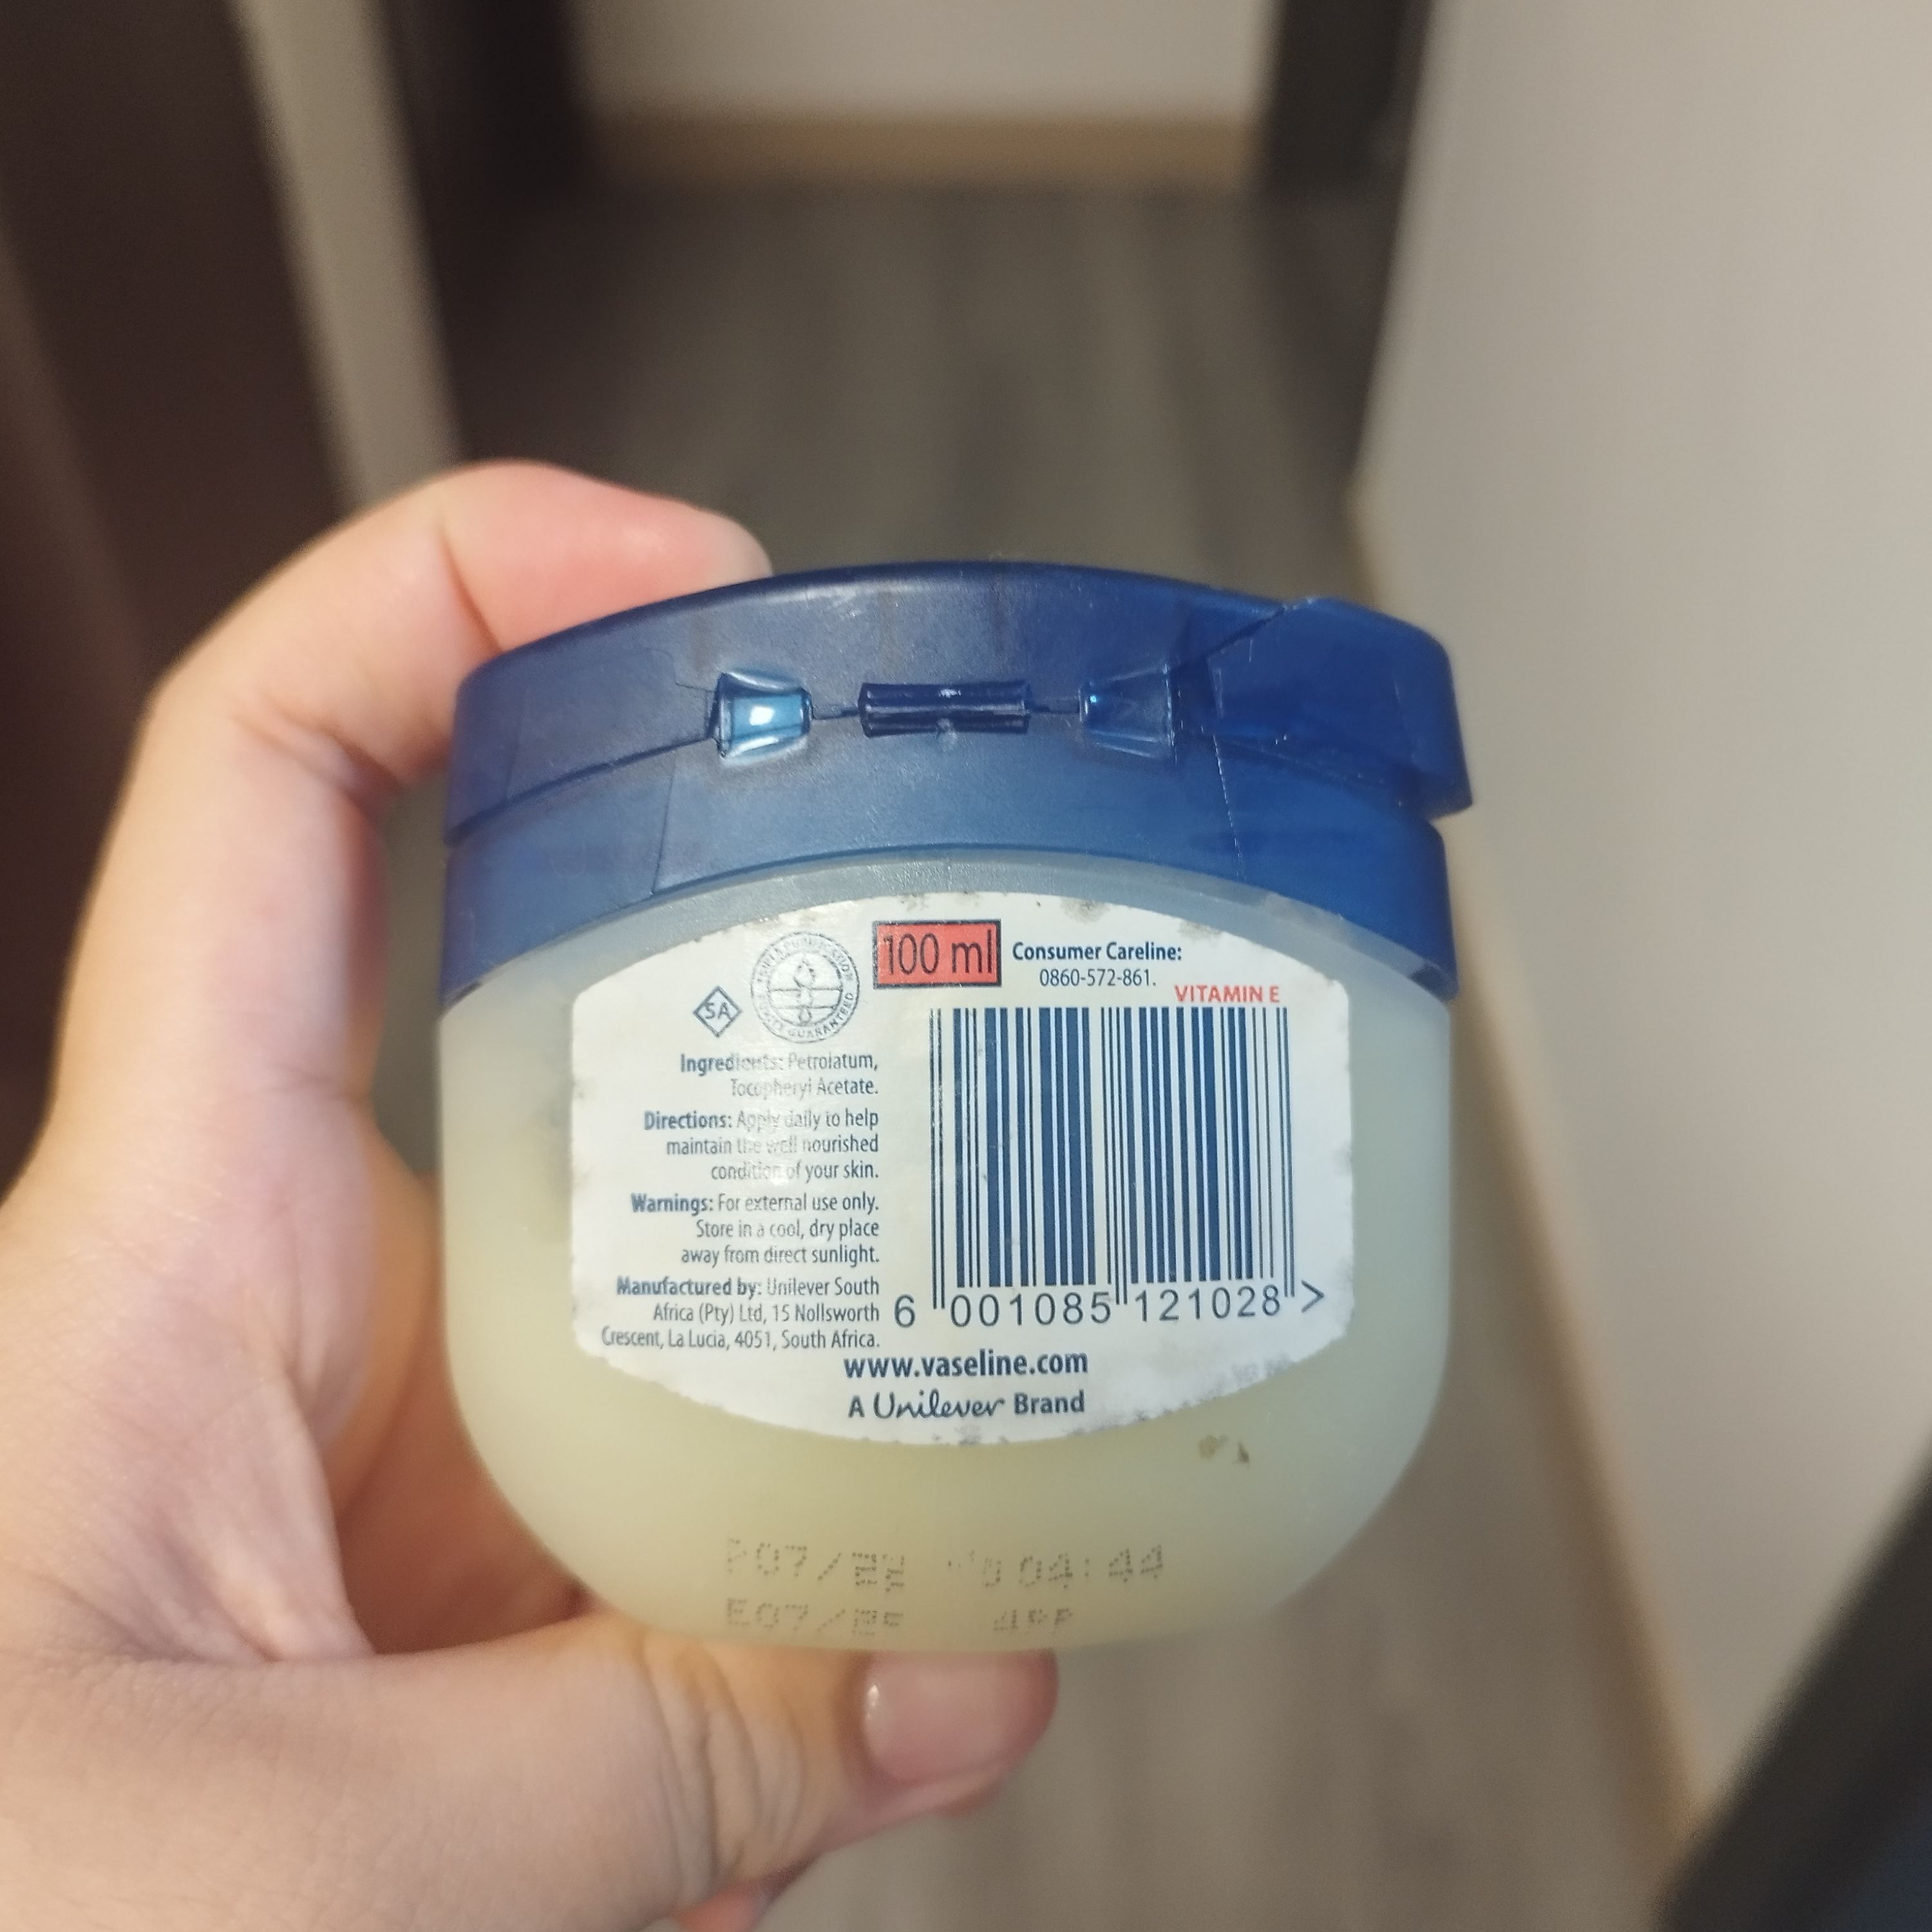 100 ml
Consumer Careline:
0860-572-861.
VITAMIN E
SA
GUARANTEED
Ingredients: Petrolatum,
Tocopheryl Acetate.
Directions: Apply daily to help
maintain the well nourished
condition of your skin.
Warnings: For external use only.
Store in a cool, dry place
away from direct sunlight.
Manufactured by: Unilever South
Africa (Pty) Ltd, 15 Nollsworth
Crescent, La Lucia, 4051, South Africa.
6 001085 121028 >
www.vaseline.com
A Unilever Brand
04:44